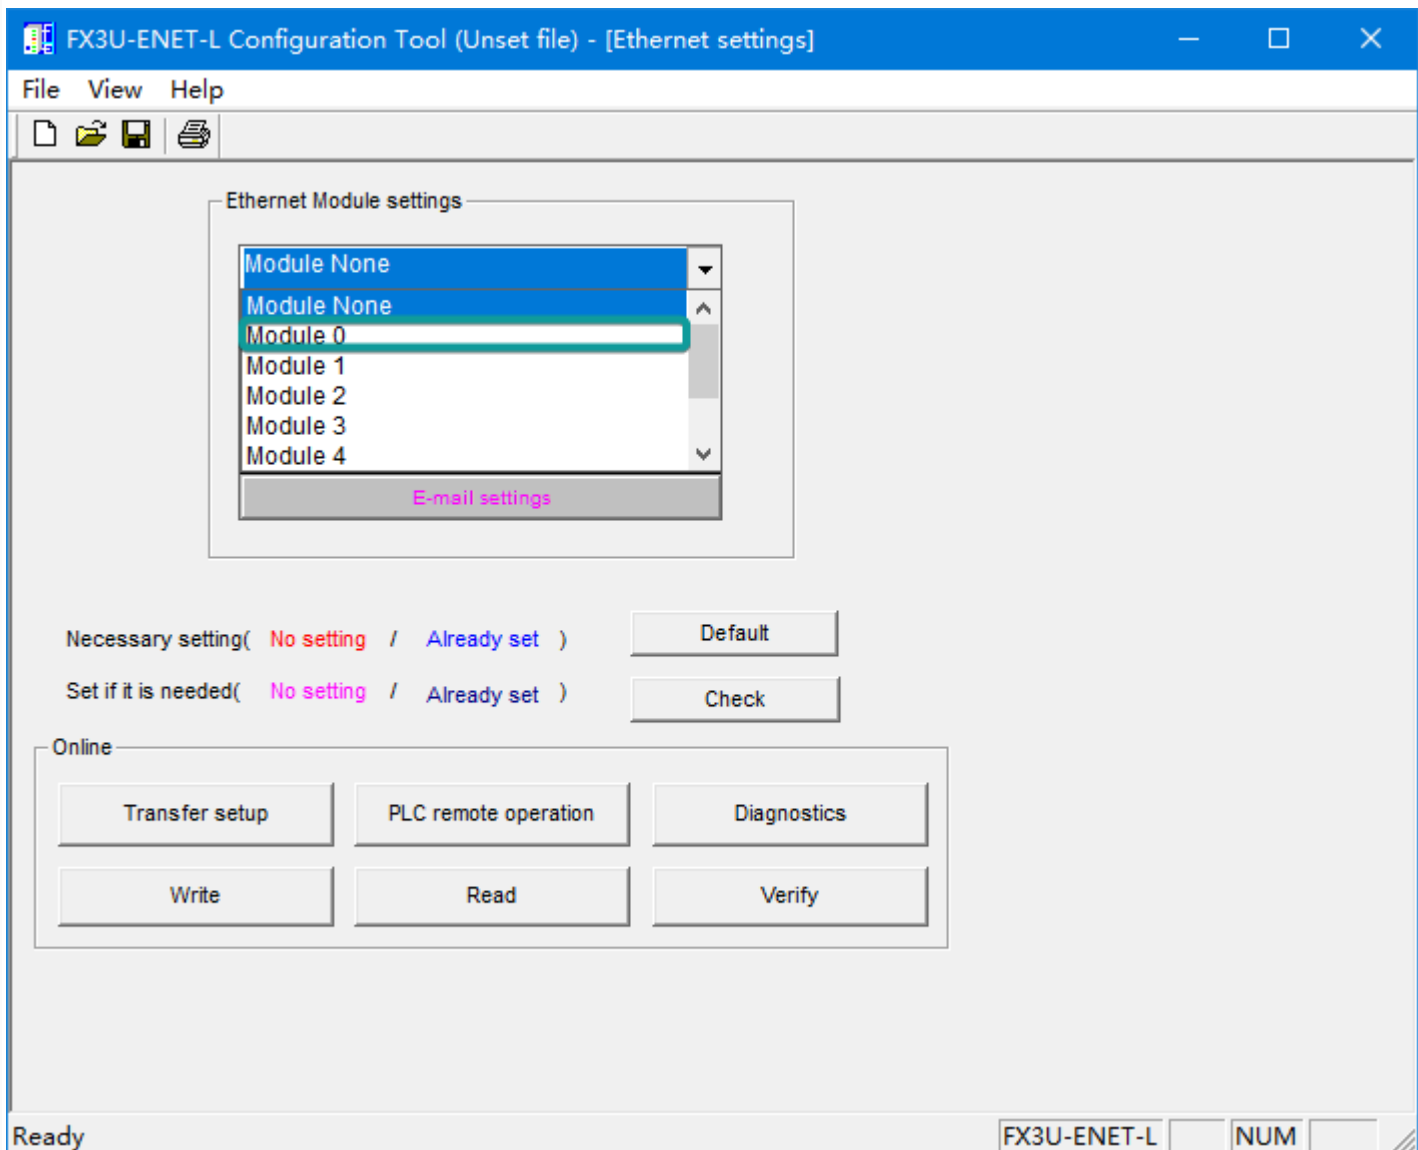 FX3U-ENET-L Configuration Tool (Unset file) - [Ethernet settings]
File View Help
Ethernet Module settings
Module None
Module None
Module 0
Module 1
Module 2
Module 3
Module 4
E-mail settings
Necessary setting( No setting / Already set )
Default
Set if it is needed( No setting / Already set )
Check
Online
Transfer setup PLC remote operation Diagnostics
Write Read Verify
Ready FX3U-ENET-L NUM